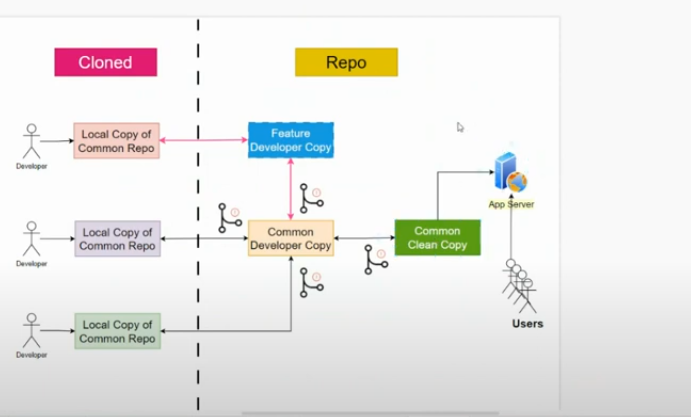 Cloned
Repo
Local Copy of
Common Repo
Feature
Developer Copy
Developer
App Server
Local Copy of
Common Repo
Common
Developer Copy
Common
Clean Copy
Developer
Users
Local Copy of
Common Repo
Developer